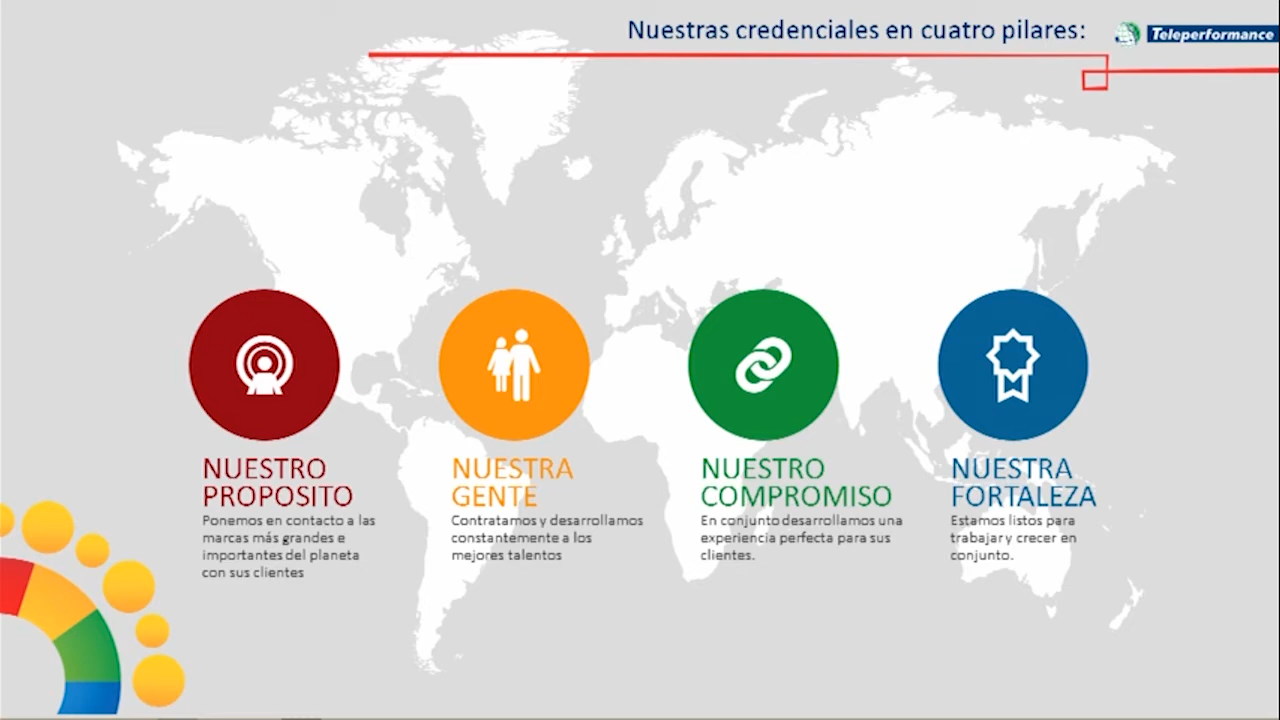 Nuestras credenciales en cuatro pilares:
Teleperformance
NUESTRO
PROPOSITO
Ponemos en contacto a las
marcas más grandes e
importantes del planeta
con sus clientes
NUESTRA
GENTE
Contratamos y desarrollamos
constantemente a los
mejores talentos
NUESTRO
COMPROMISO
En conjunto desarrollamos una
experiencia perfecta para sus
clientes.
NUESTRA
FORTALEZA
Estamos listos para
trabajar y crecer en
conjunto.